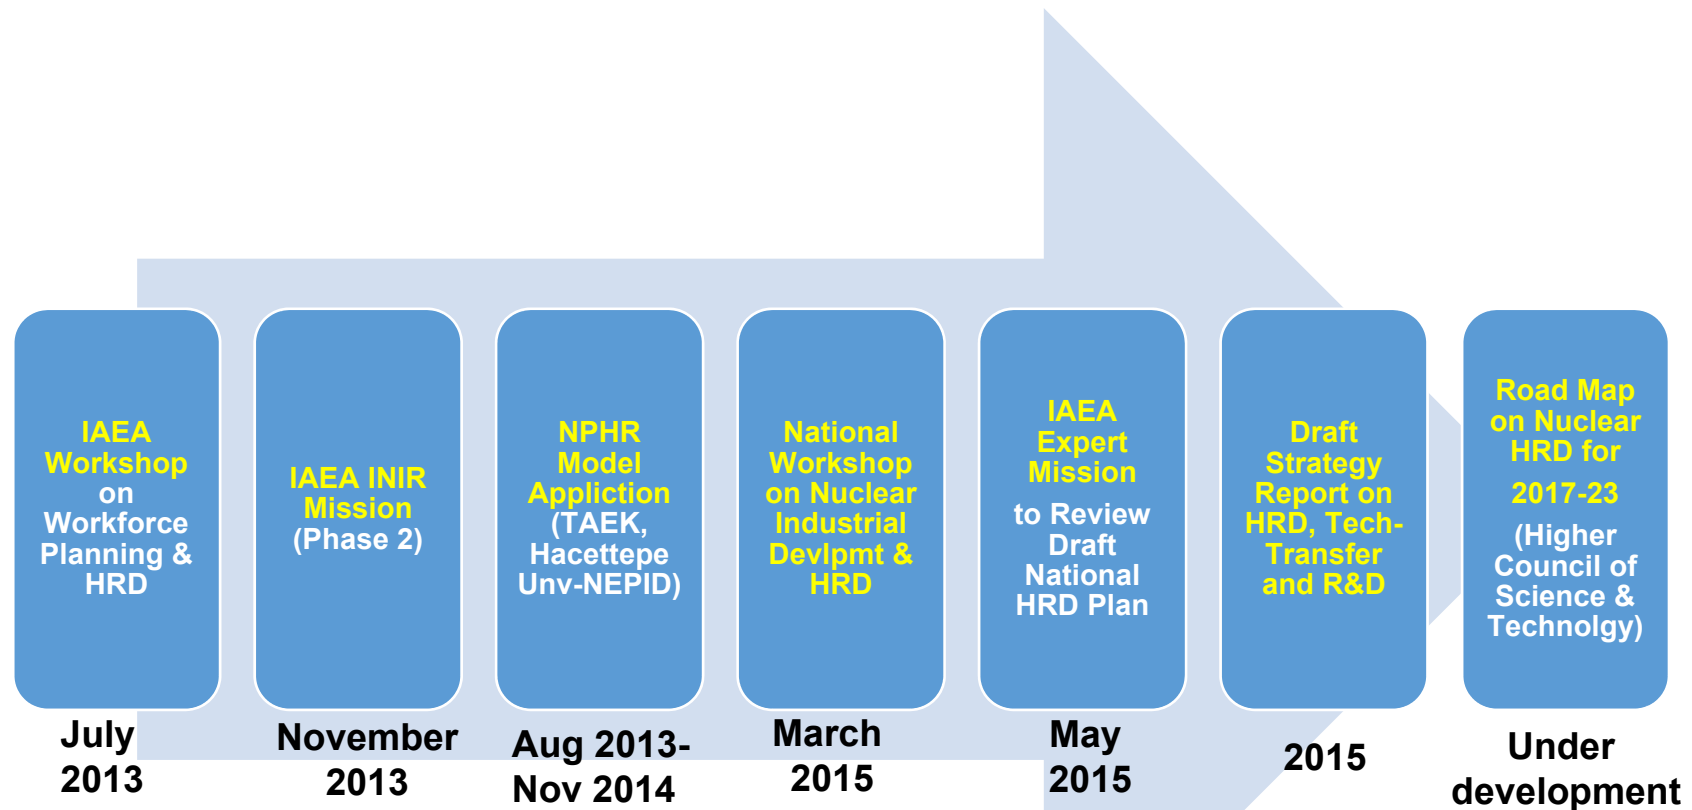 IAEA
Workshop
on
Workforce
Planning &
HRD
July
2013
IAEA INIR
Mission
(Phase 2)
November
2013
NPHR
Model
Appliction
(TAEK,
Hacettepe
Unv-NEPID)
Aug 2013-
Nov 2014
National
Workshop
on Nuclear
Industrial
Devlpmt &
HRD
March
2015
IAEA
Expert
Mission
to Review
Draft
National
HRD Plan
May
2015
Draft
Strategy
Report on
HRD, Tech-
Transfer
and R&D
2015
Road Map
on Nuclear
HRD for
2017-23
(Higher
Council of
Science &
Technolgy)
Under
development